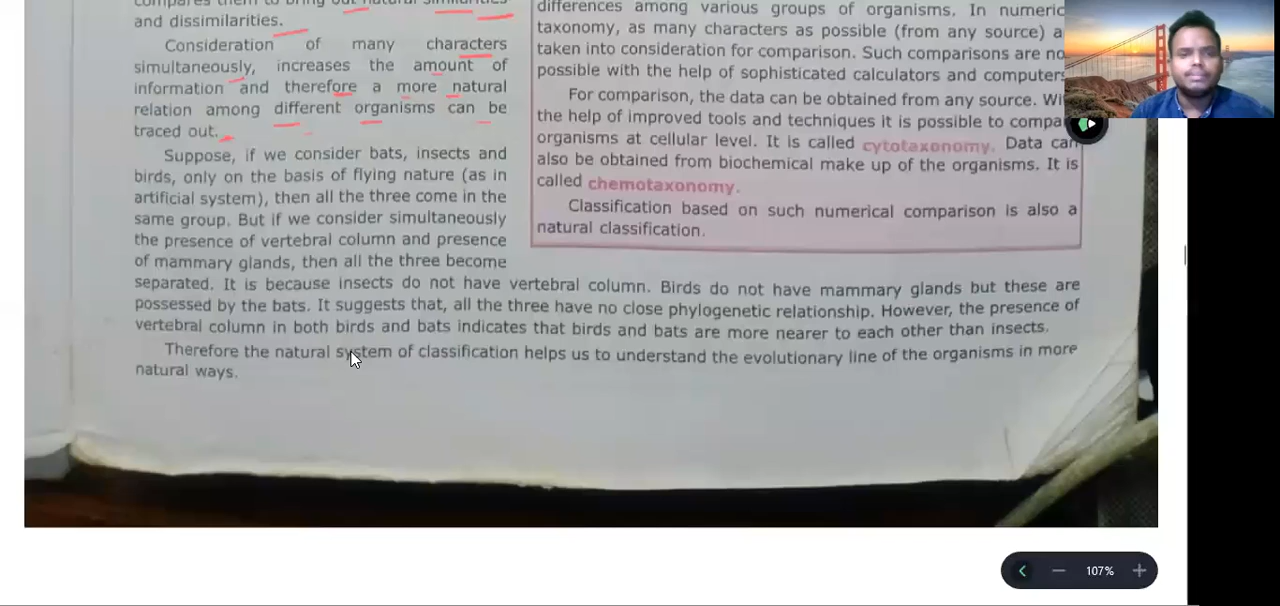 compares them to bring out natural similarities
and dissimilarities.
Consideration of many characters
simultaneously, increases the amount of
information and therefore a more natural
relation among different organisms can be
traced out.
Suppose, if we consider bats, insects and
birds, only on the basis of flying nature (as in
artificial system), then all the three come in the
same group. But if we consider simultaneously
the presence of vertebral column and presence
of mammary glands, then all the three become
separated. It is because insects do not have vertebral column. Birds do not have mammary glands but these are
possessed by the bats. It suggests that, all the three have no close phylogenetic relationship. However, the presence of
vertebral column in both birds and bats indicates that birds and bats are more nearer to each other than insects.
Therefore the natural system of classification helps us to understand the evolutionary line of the organisms in more
natural ways.
differences among various groups of organisms. In numeric
taxonomy, as many characters as possible (from any source) a
taken into consideration for comparison. Such comparisons are no
possible with the help of sophisticated calculators and computers
For comparison, the data can be obtained from any source. Wi
the help of improved tools and techniques it is possible to compa
organisms at cellular level. It is called cytotaxonomy. Data can
also be obtained from biochemical make up of the organisms. It is
called chemotaxonomy.
Classification based on such numerical comparison is also a
natural classification.
107%